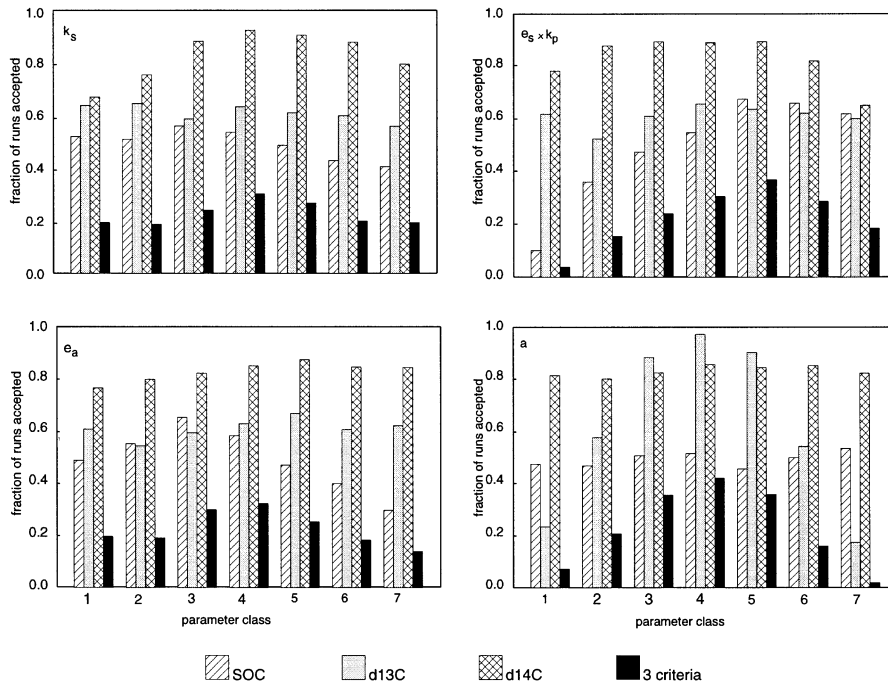 1.0
0.8
0.6
0.4
0.2
0.0
fraction of runs accepted
kₛ
1.0
0.8
0.6
0.4
0.2
0.0
fraction of runs accepted
eₛ × kₚ
1.0
0.8
0.6
0.4
0.2
0.0
fraction of runs accepted
eₐ
1 2 3 4 5 6 7
parameter class
1.0
0.8
0.6
0.4
0.2
0.0
fraction of runs accepted
a
1 2 3 4 5 6 7
parameter class
SOC d13C d14C 3 criteria